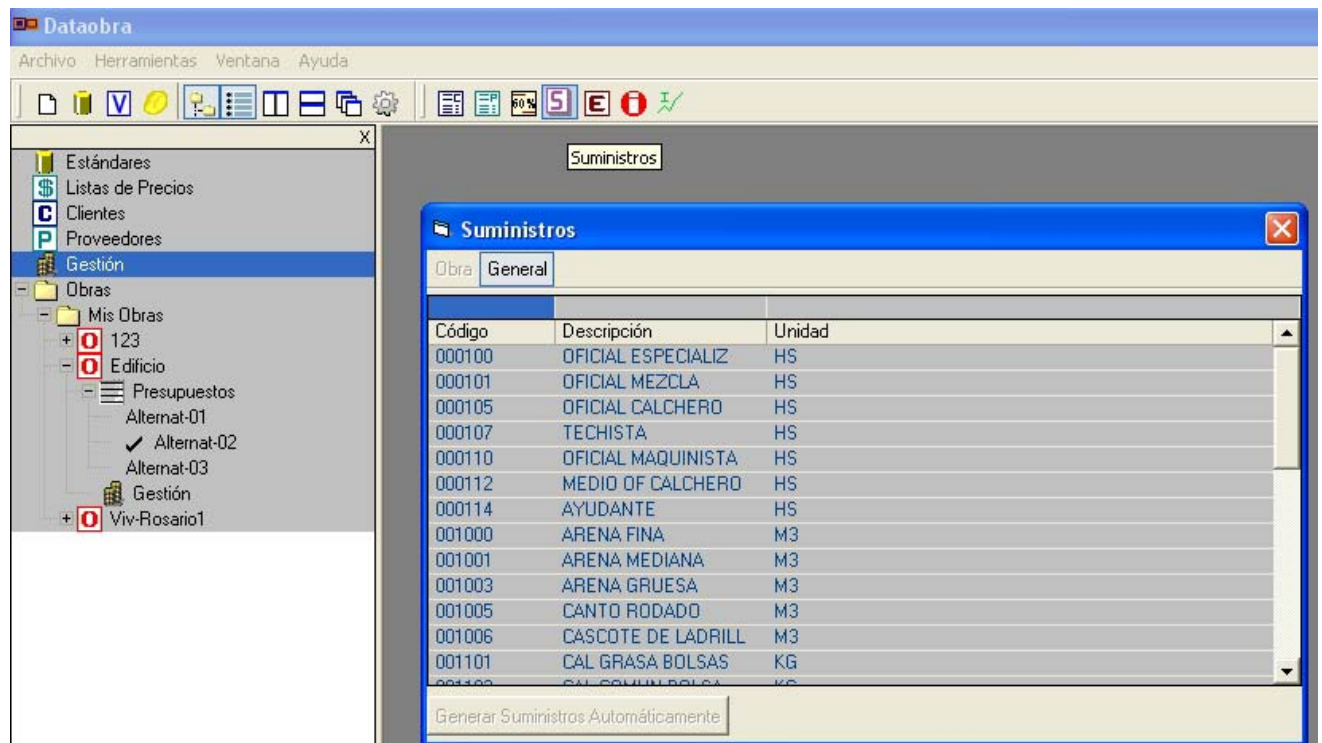 Dataobra
Archivo Herramientas Ventana Ayuda
V 60% S E O
X
Estándares
$ Listas de Precios
C Clientes
P Proveedores
Gestión
Obras
Mis Obras
O 123
O Edificio
Presupuestos
Alternat-01
Alternat-02
Alternat-03
Gestión
O Viv-Rosario1
Suministros
Suministros
Obra General
Código Descripción Unidad
000100 OFICIAL ESPECIALIZ HS
000101 OFICIAL MEZCLA HS
000105 OFICIAL CALCHERO HS
000107 TECHISTA HS
000110 OFICIAL MAQUINISTA HS
000112 MEDIO OF CALCHERO HS
000114 AYUDANTE HS
001000 ARENA FINA M3
001001 ARENA MEDIANA M3
001003 ARENA GRUESA M3
001005 CANTO RODADO M3
001006 CASCOTE DE LADRILL M3
001101 CAL GRASA BOLSAS KG
Generar Suministros Automáticamente